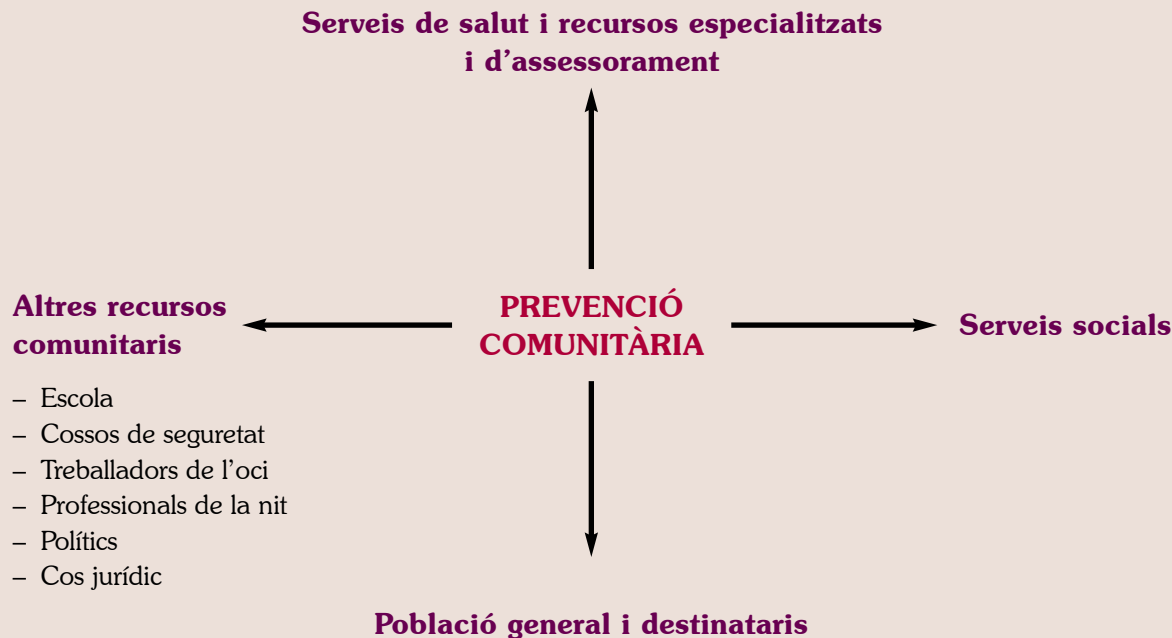 Serveis de salut i recursos especialitzats
i d’assessorament
Altres recursos
comunitaris
– Escola
– Cossos de seguretat
– Treballadors de l’oci
– Professionals de la nit
– Polítics
– Cos jurídic
PREVENCIÓ
COMUNITÀRIA
Serveis socials
Població general i destinataris